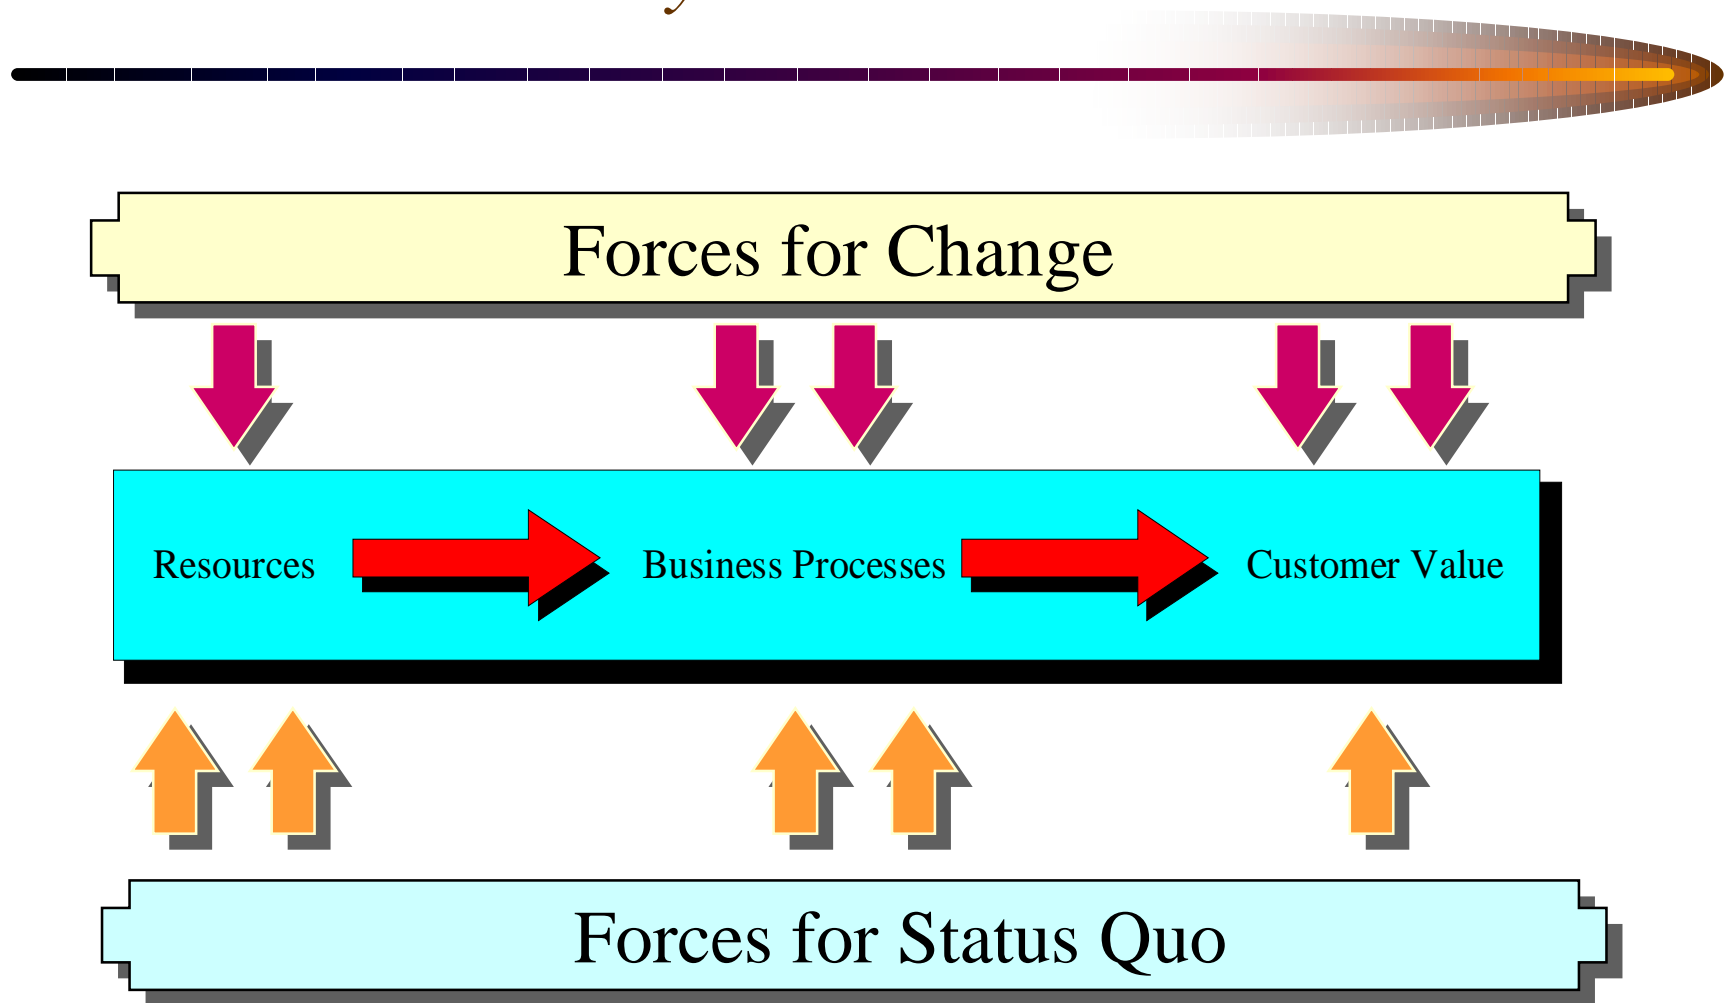 Forces for Change
Resources
Business Processes
Customer Value
Forces for Status Quo